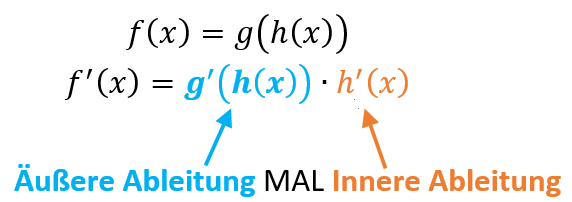 f(x) = g(h(x))
f′(x) = g′(h(x)) · h′(x)
Äußere Ableitung MAL Innere Ableitung